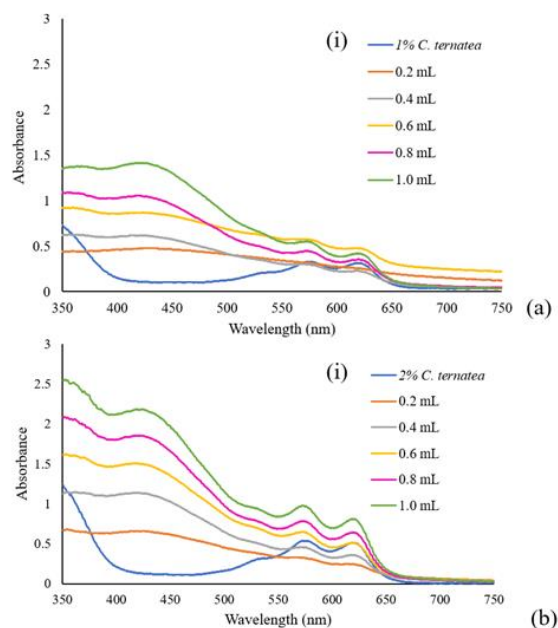 3
(i)
1% C. ternatea
2.5
0.2 mL
2
0.4 mL
0.6 mL
1.5
0.8 mL
1
1.0 mL
0.5
0
Absorbance
350 400 450 500 550 600 650 700 750
Wavelength (nm)
(a)
3
(i)
2% C. ternatea
2.5
0.2 mL
2
0.4 mL
0.6 mL
1.5
0.8 mL
1
1.0 mL
0.5
0
Absorbance
350 400 450 500 550 600 650 700 750
Wavelength (nm)
(b)